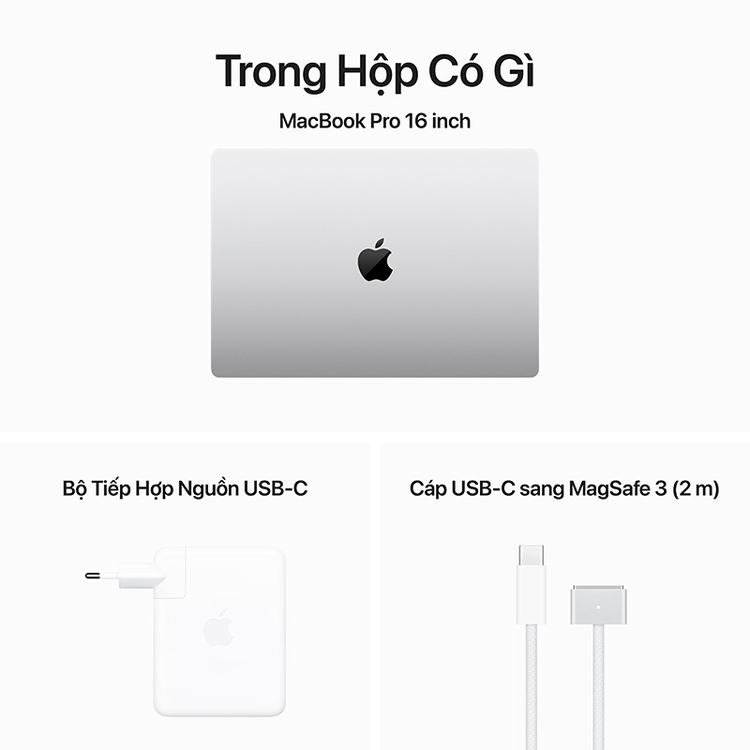 Trong Hộp Có Gì
MacBook Pro 16 inch
Bộ Tiếp Hợp Nguồn USB-C
Cáp USB-C sang MagSafe 3 (2 m)